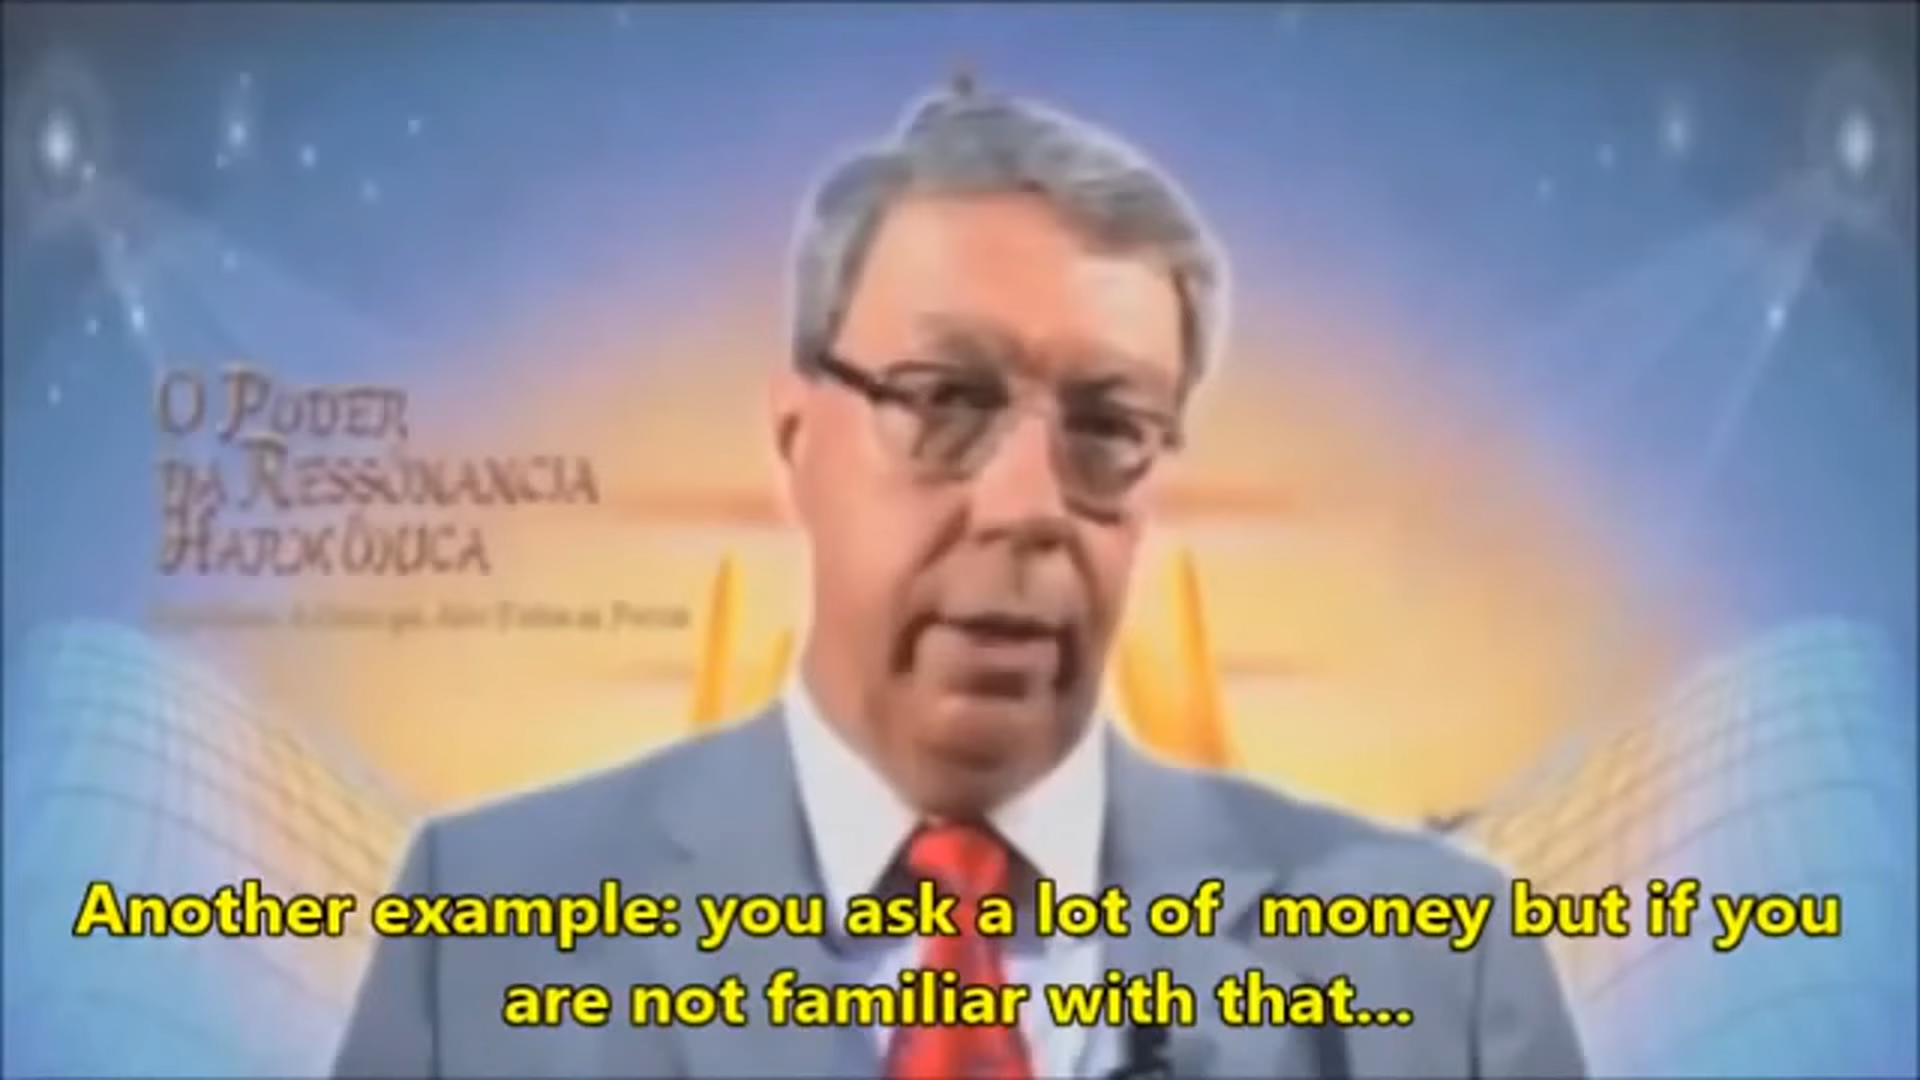 O PODER
DA RESSONANCIA
HARMÔNICA
Another example: you ask a lot of money but if you
are not familiar with that...